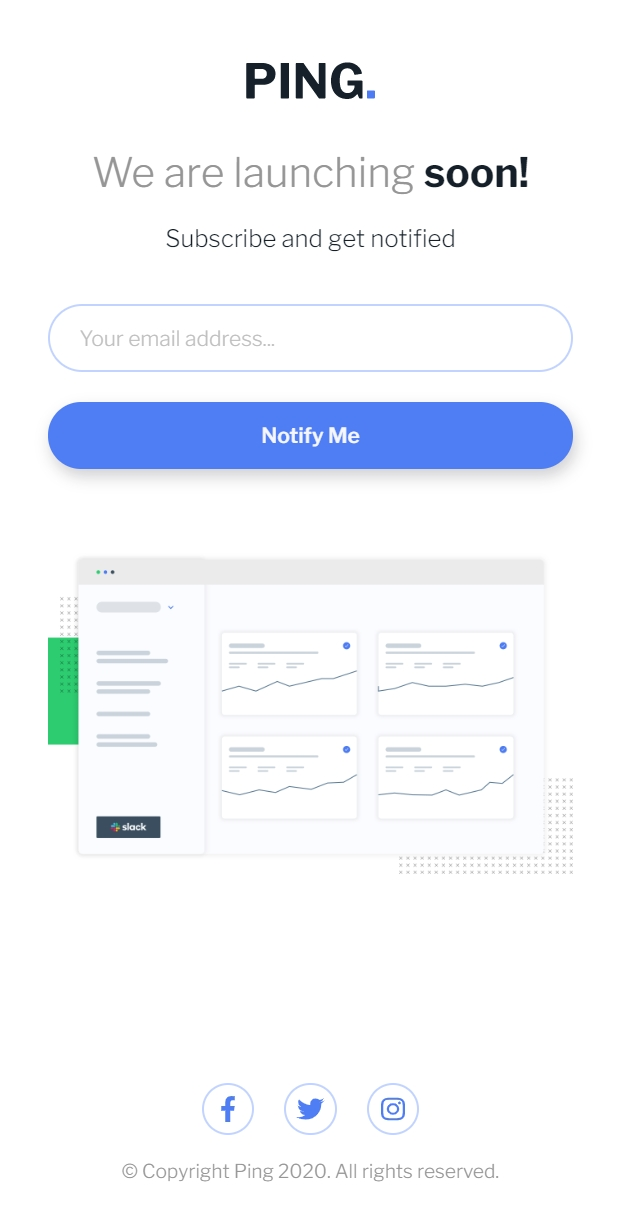 PING.
We are launching soon!
Subscribe and get notified
Your email address...
Notify Me
slack
© Copyright Ping 2020. All rights reserved.